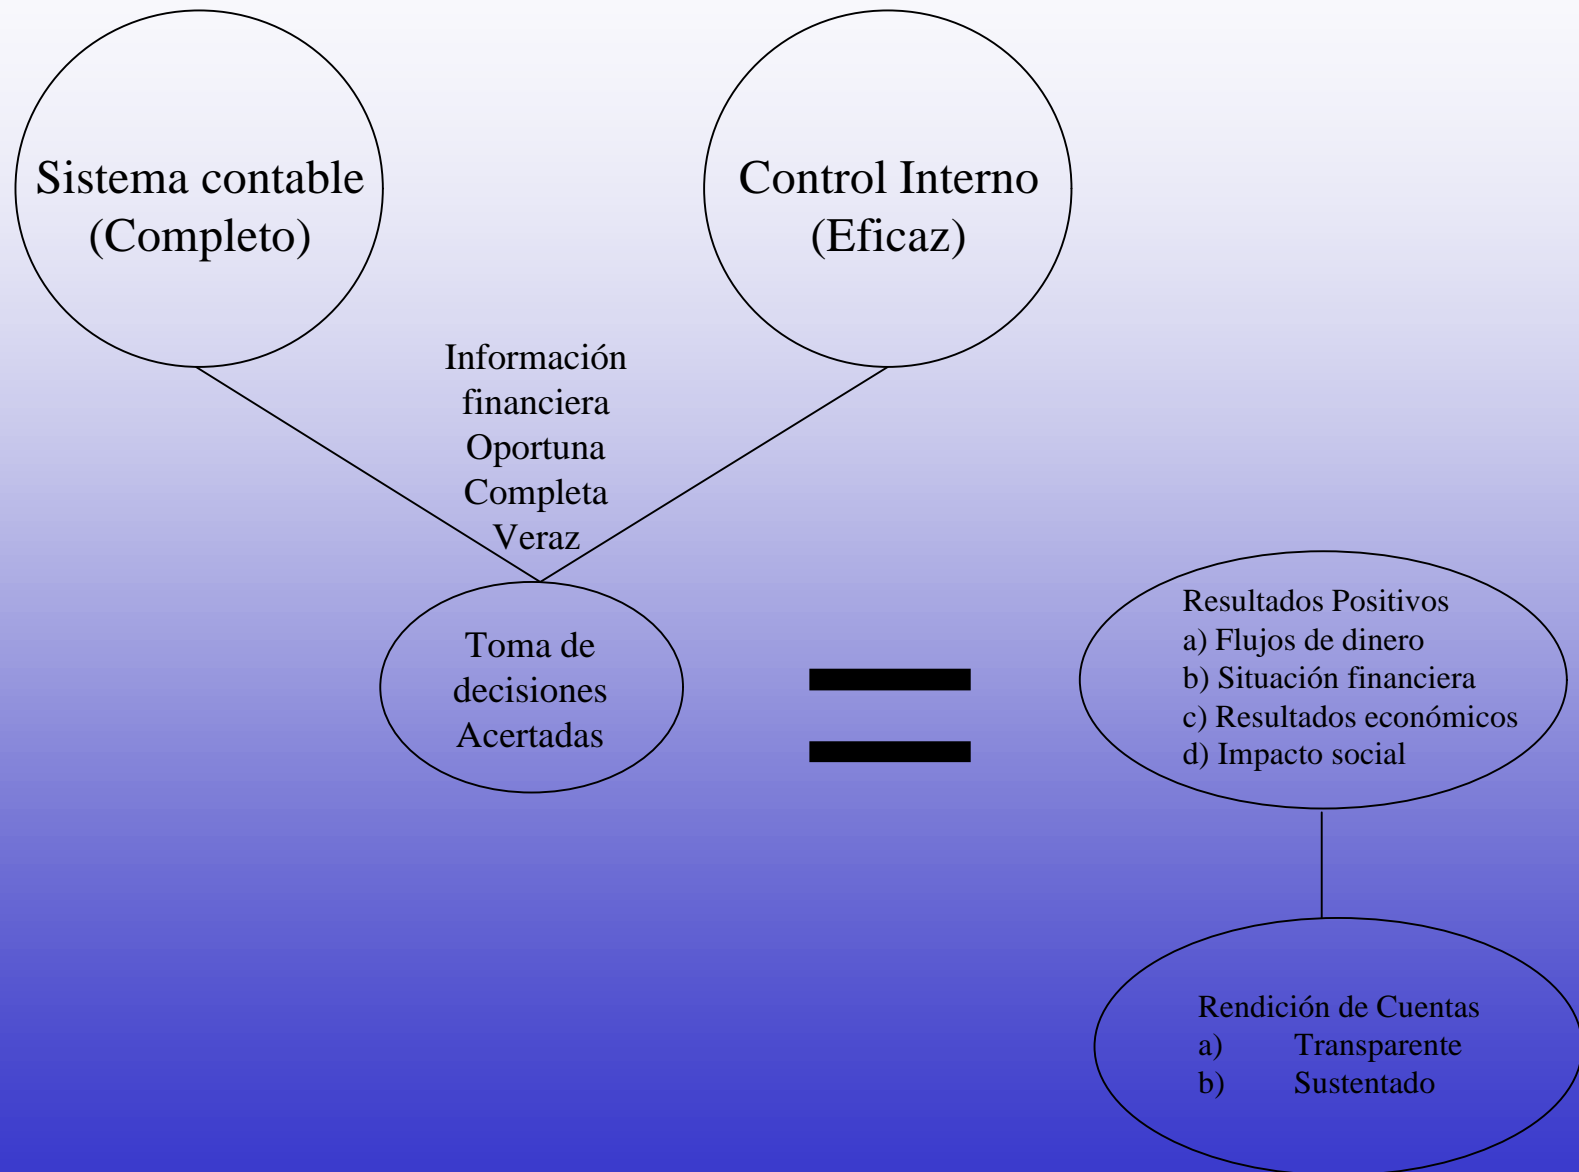 Sistema contable
(Completo)
Control Interno
(Eficaz)
Información
financiera
Oportuna
Completa
Veraz
Toma de
decisiones
Acertadas
Resultados Positivos
a) Flujos de dinero
b) Situación financiera
c) Resultados económicos
d) Impacto social
Rendición de Cuentas
a) Transparente
b) Sustentado